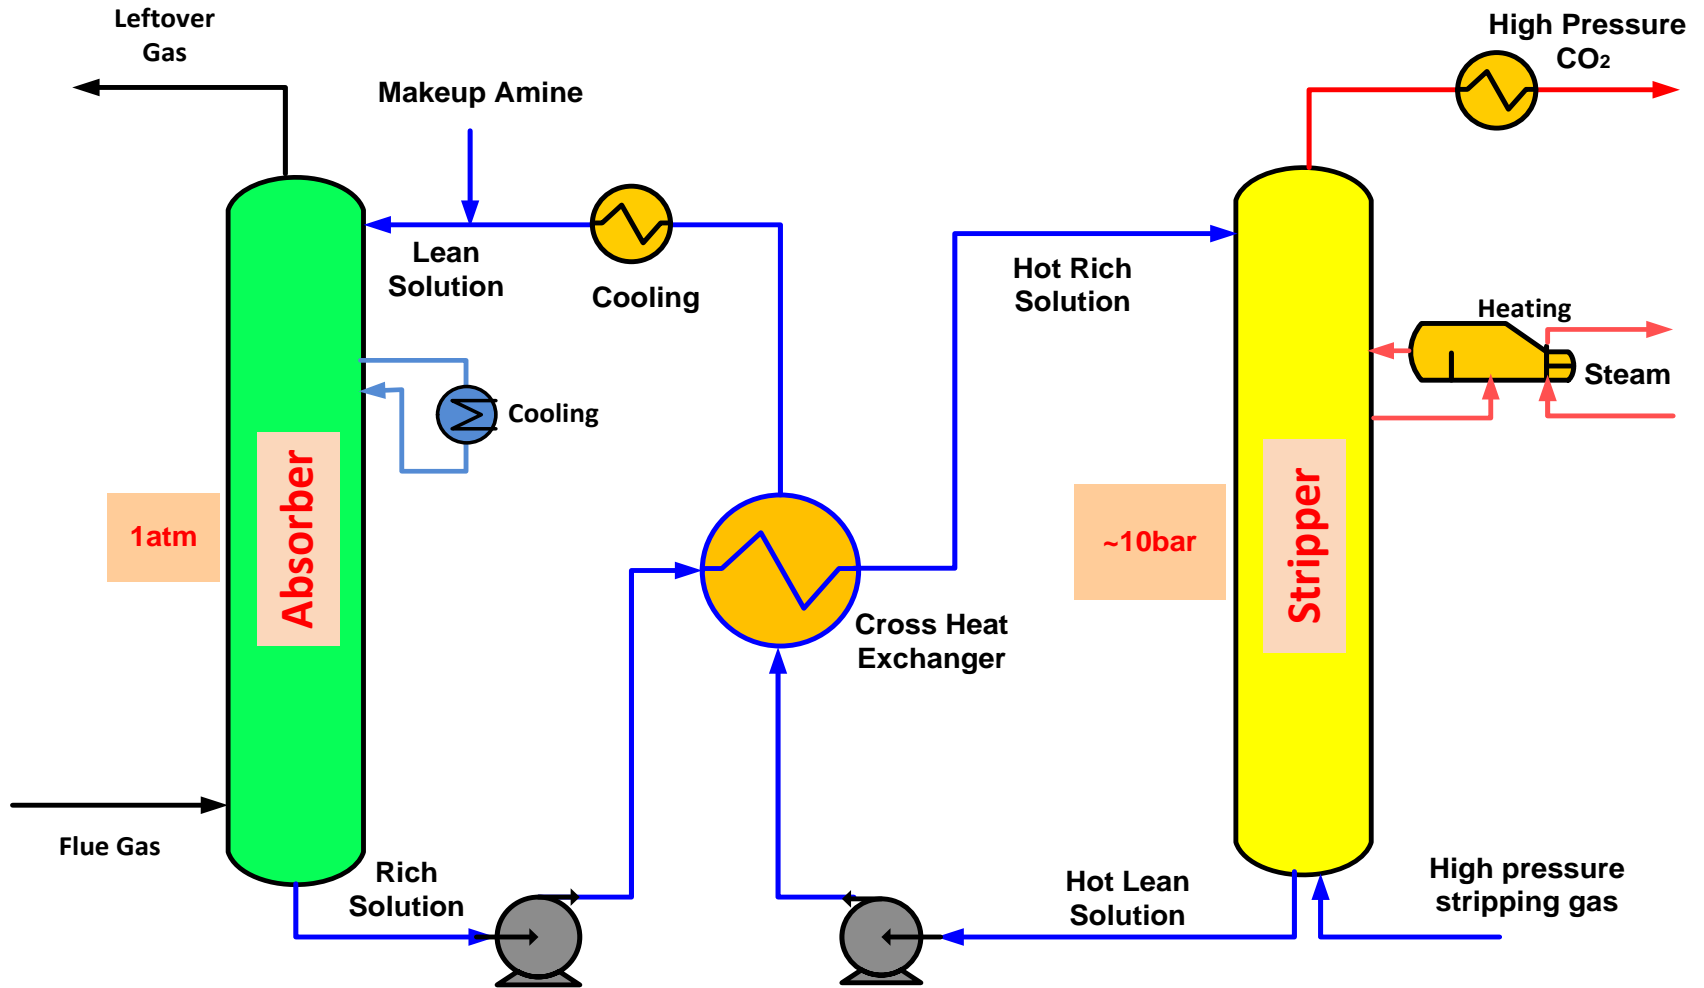 Leftover
Gas
High Pressure
CO₂
Makeup Amine
Lean
Solution
Cooling
Hot Rich
Solution
Heating
Steam
Cooling
Absorber
1atm
Stripper
~10bar
Cross Heat
Exchanger
Flue Gas
Rich
Solution
Hot Lean
Solution
High pressure
stripping gas